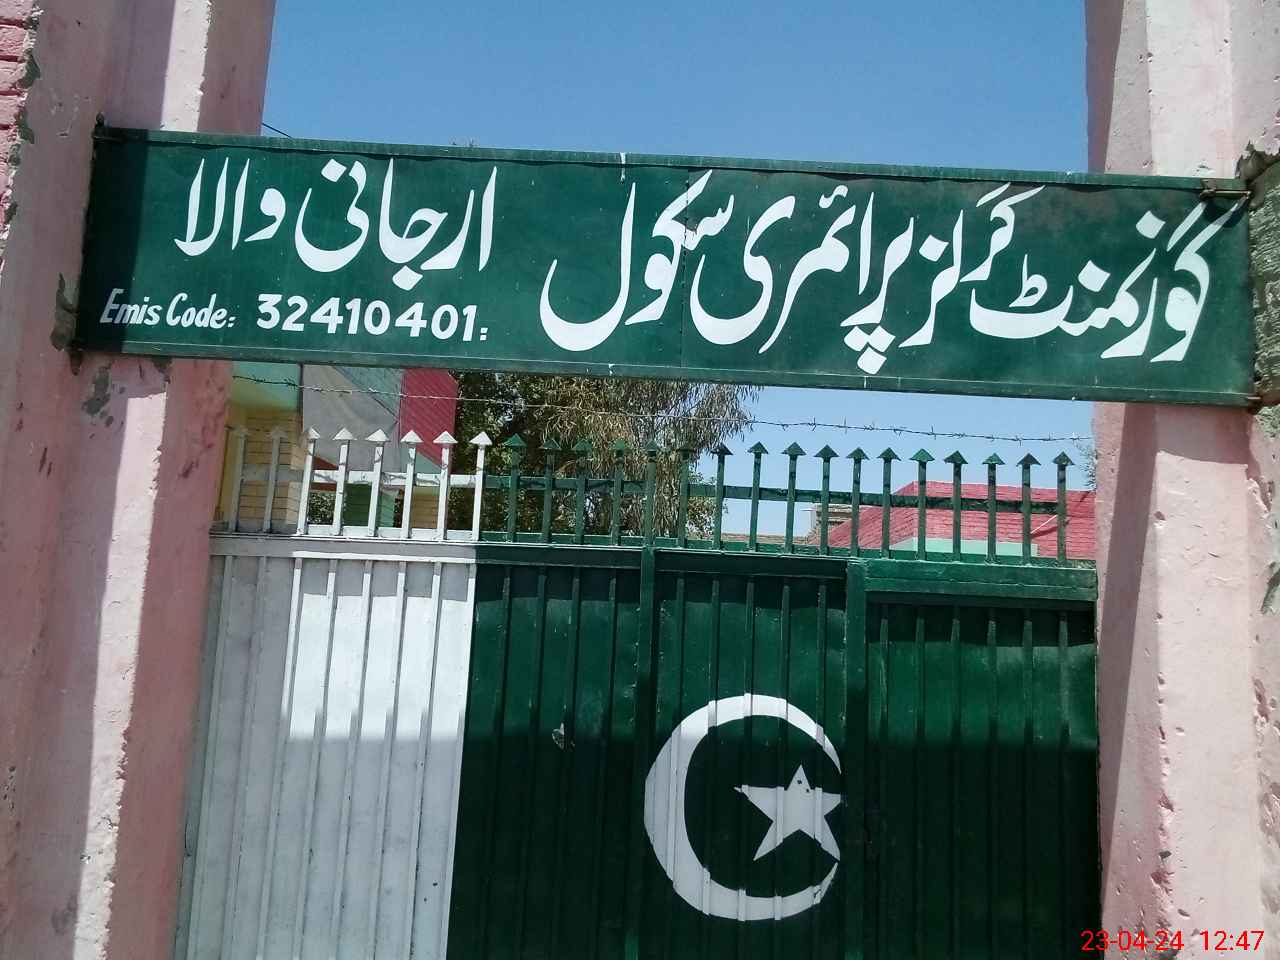 گورنمنٹ گرلز پرائمری سکول ارجانی والا
Emis Code: 32410401:
23-04-24 12:47